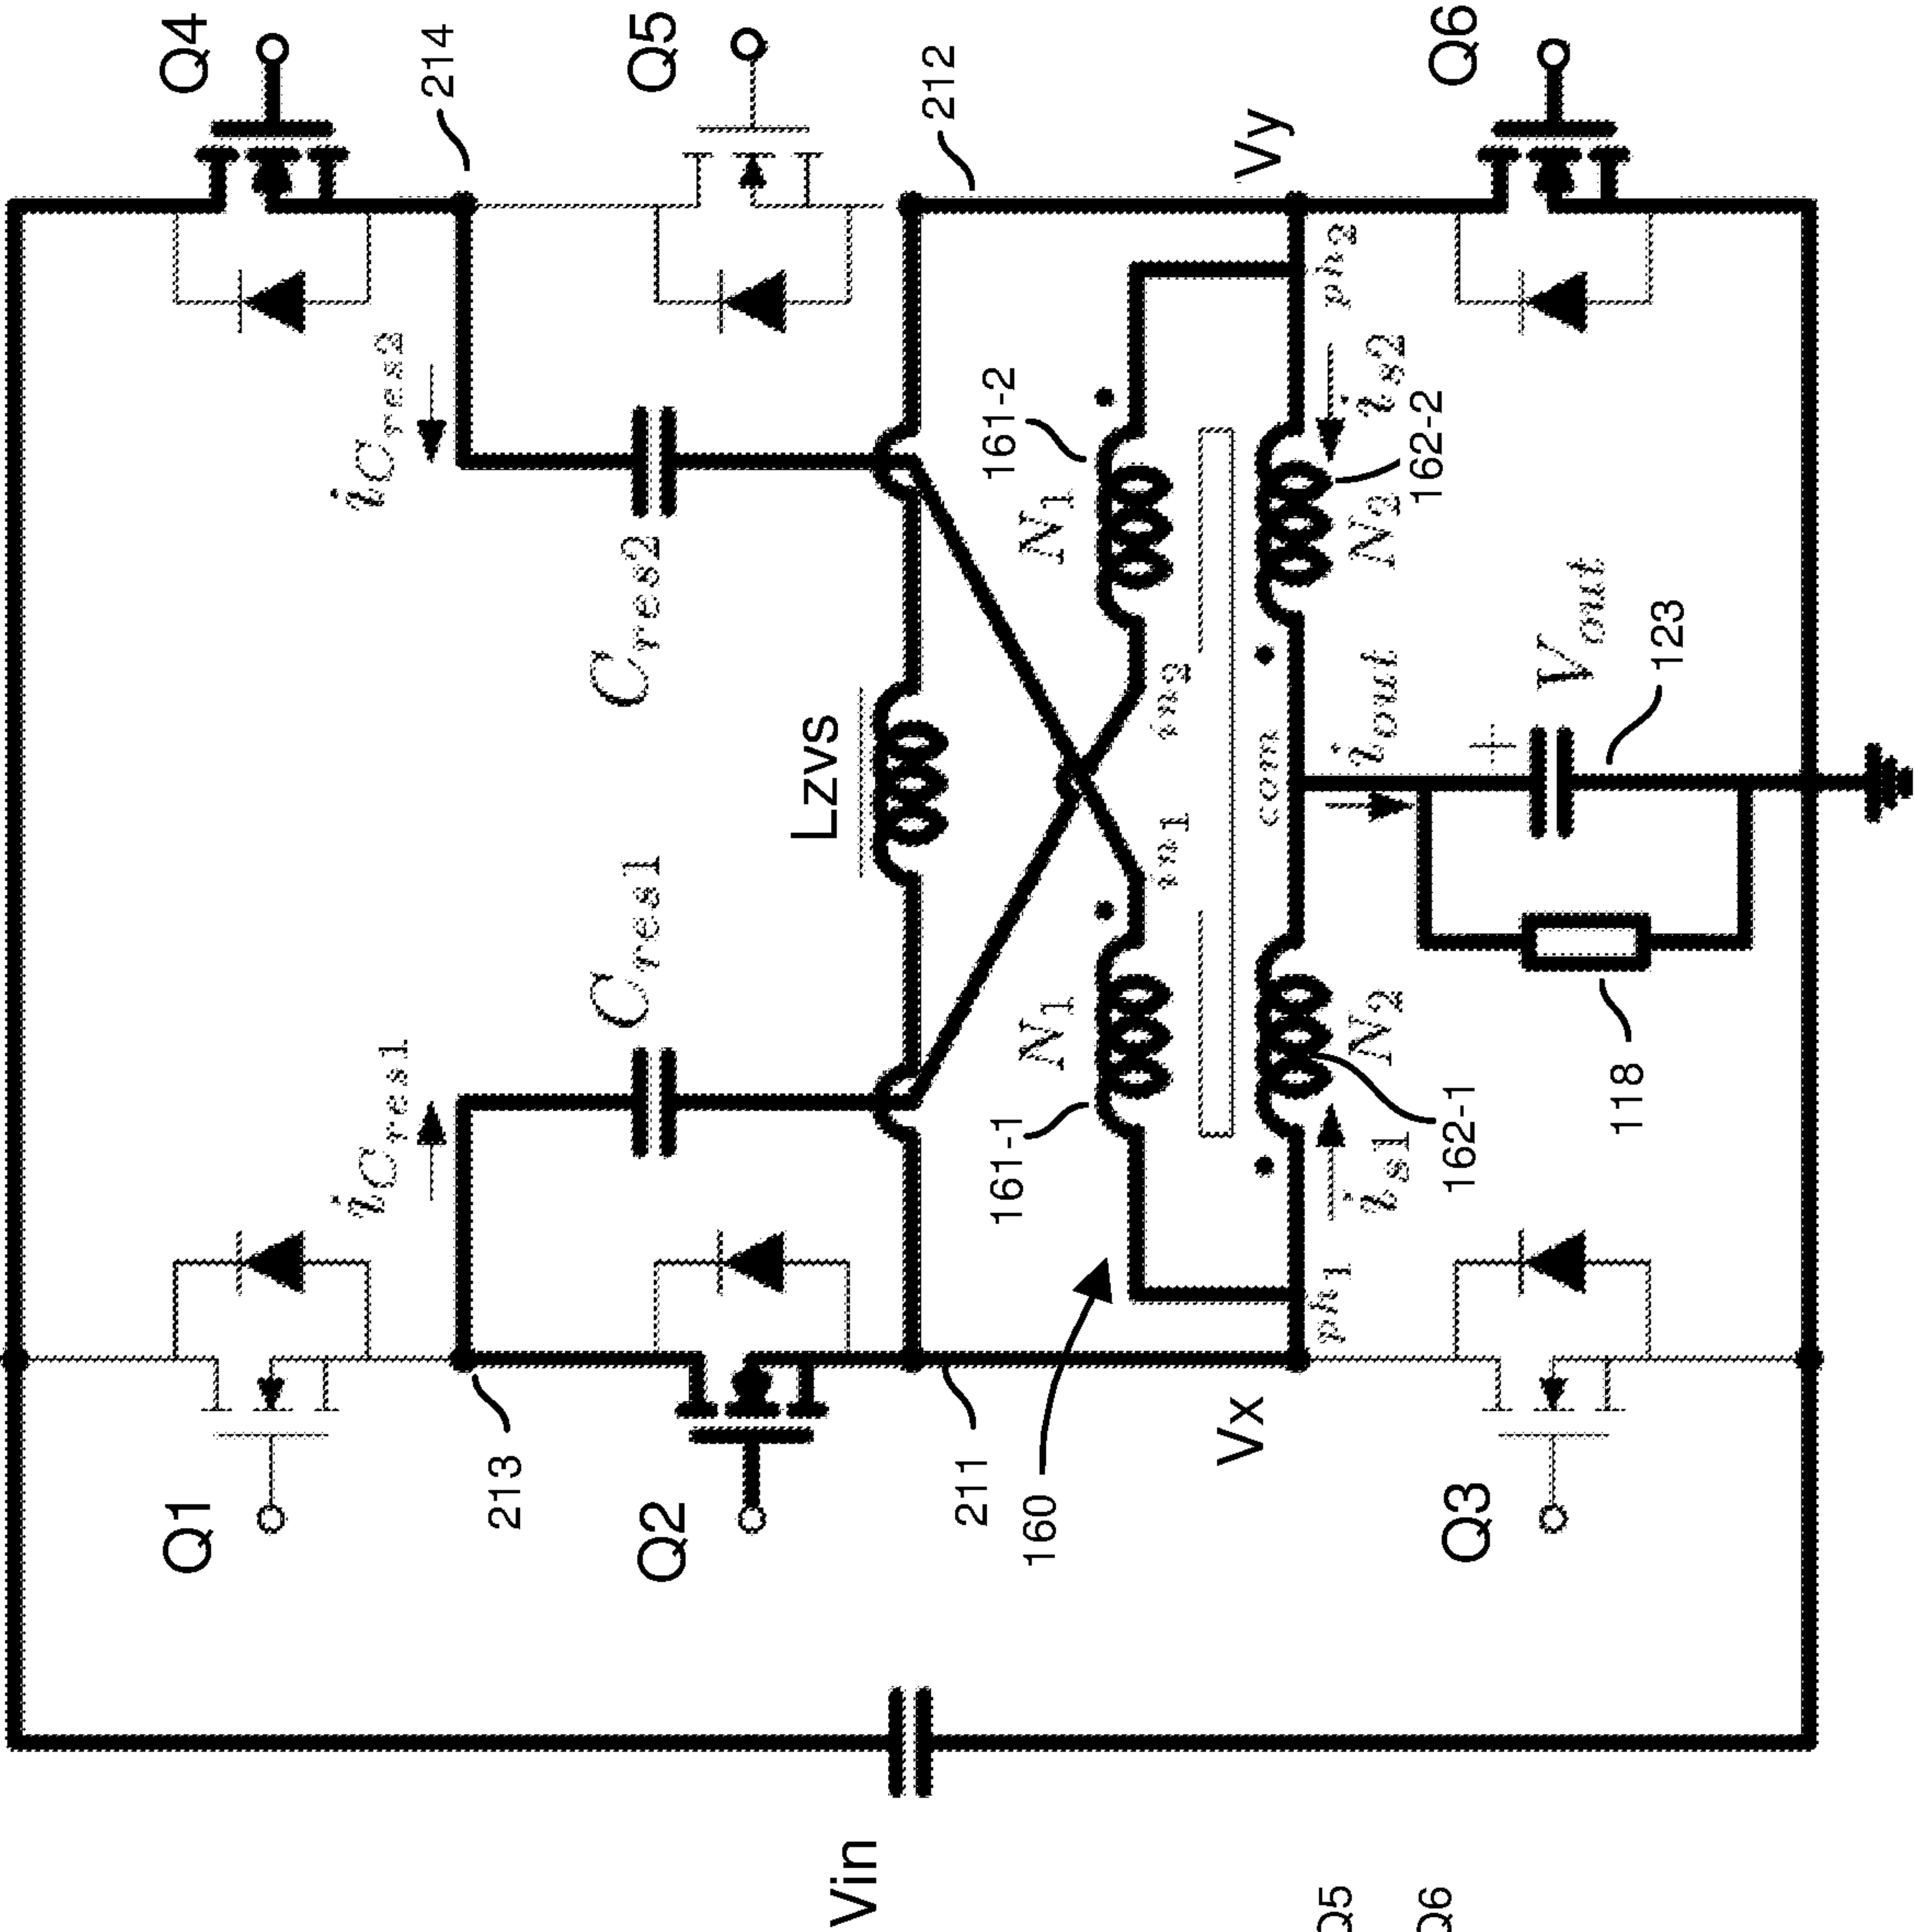 Q4
214
Q5
212
Vy
Q6
iCres2
Cres2
161-2
N1
ph2
is2
162-2
N2
in2
Lzvs
com
iout
+
Vout
123
in1
iCres1
Cres1
N1
161-1
N2
162-1
is1
118
ph1
Q1
213
Q2
211
160
Vx
Q3
Vin
Q5
Q6